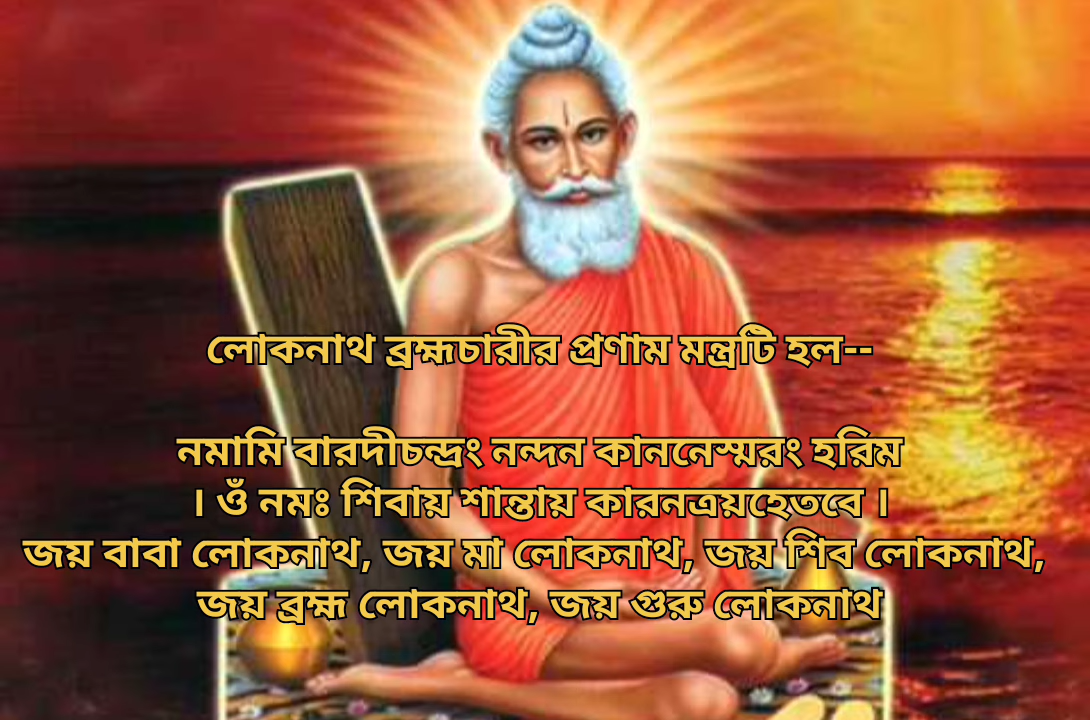 লোকনাথ ব্রহ্মচারীর প্রণাম মন্ত্রটি হল--
নমামি বারদীচন্দ্রং নন্দন কাননেস্মরং হরিম
। ওঁ নমঃ শিবায় শান্তায় কারনত্রয়হেতবে ।
জয় বাবা লোকনাথ, জয় মা লোকনাথ, জয় শিব লোকনাথ,
জয় ব্রহ্ম লোকনাথ, জয় গুরু লোকনাথ